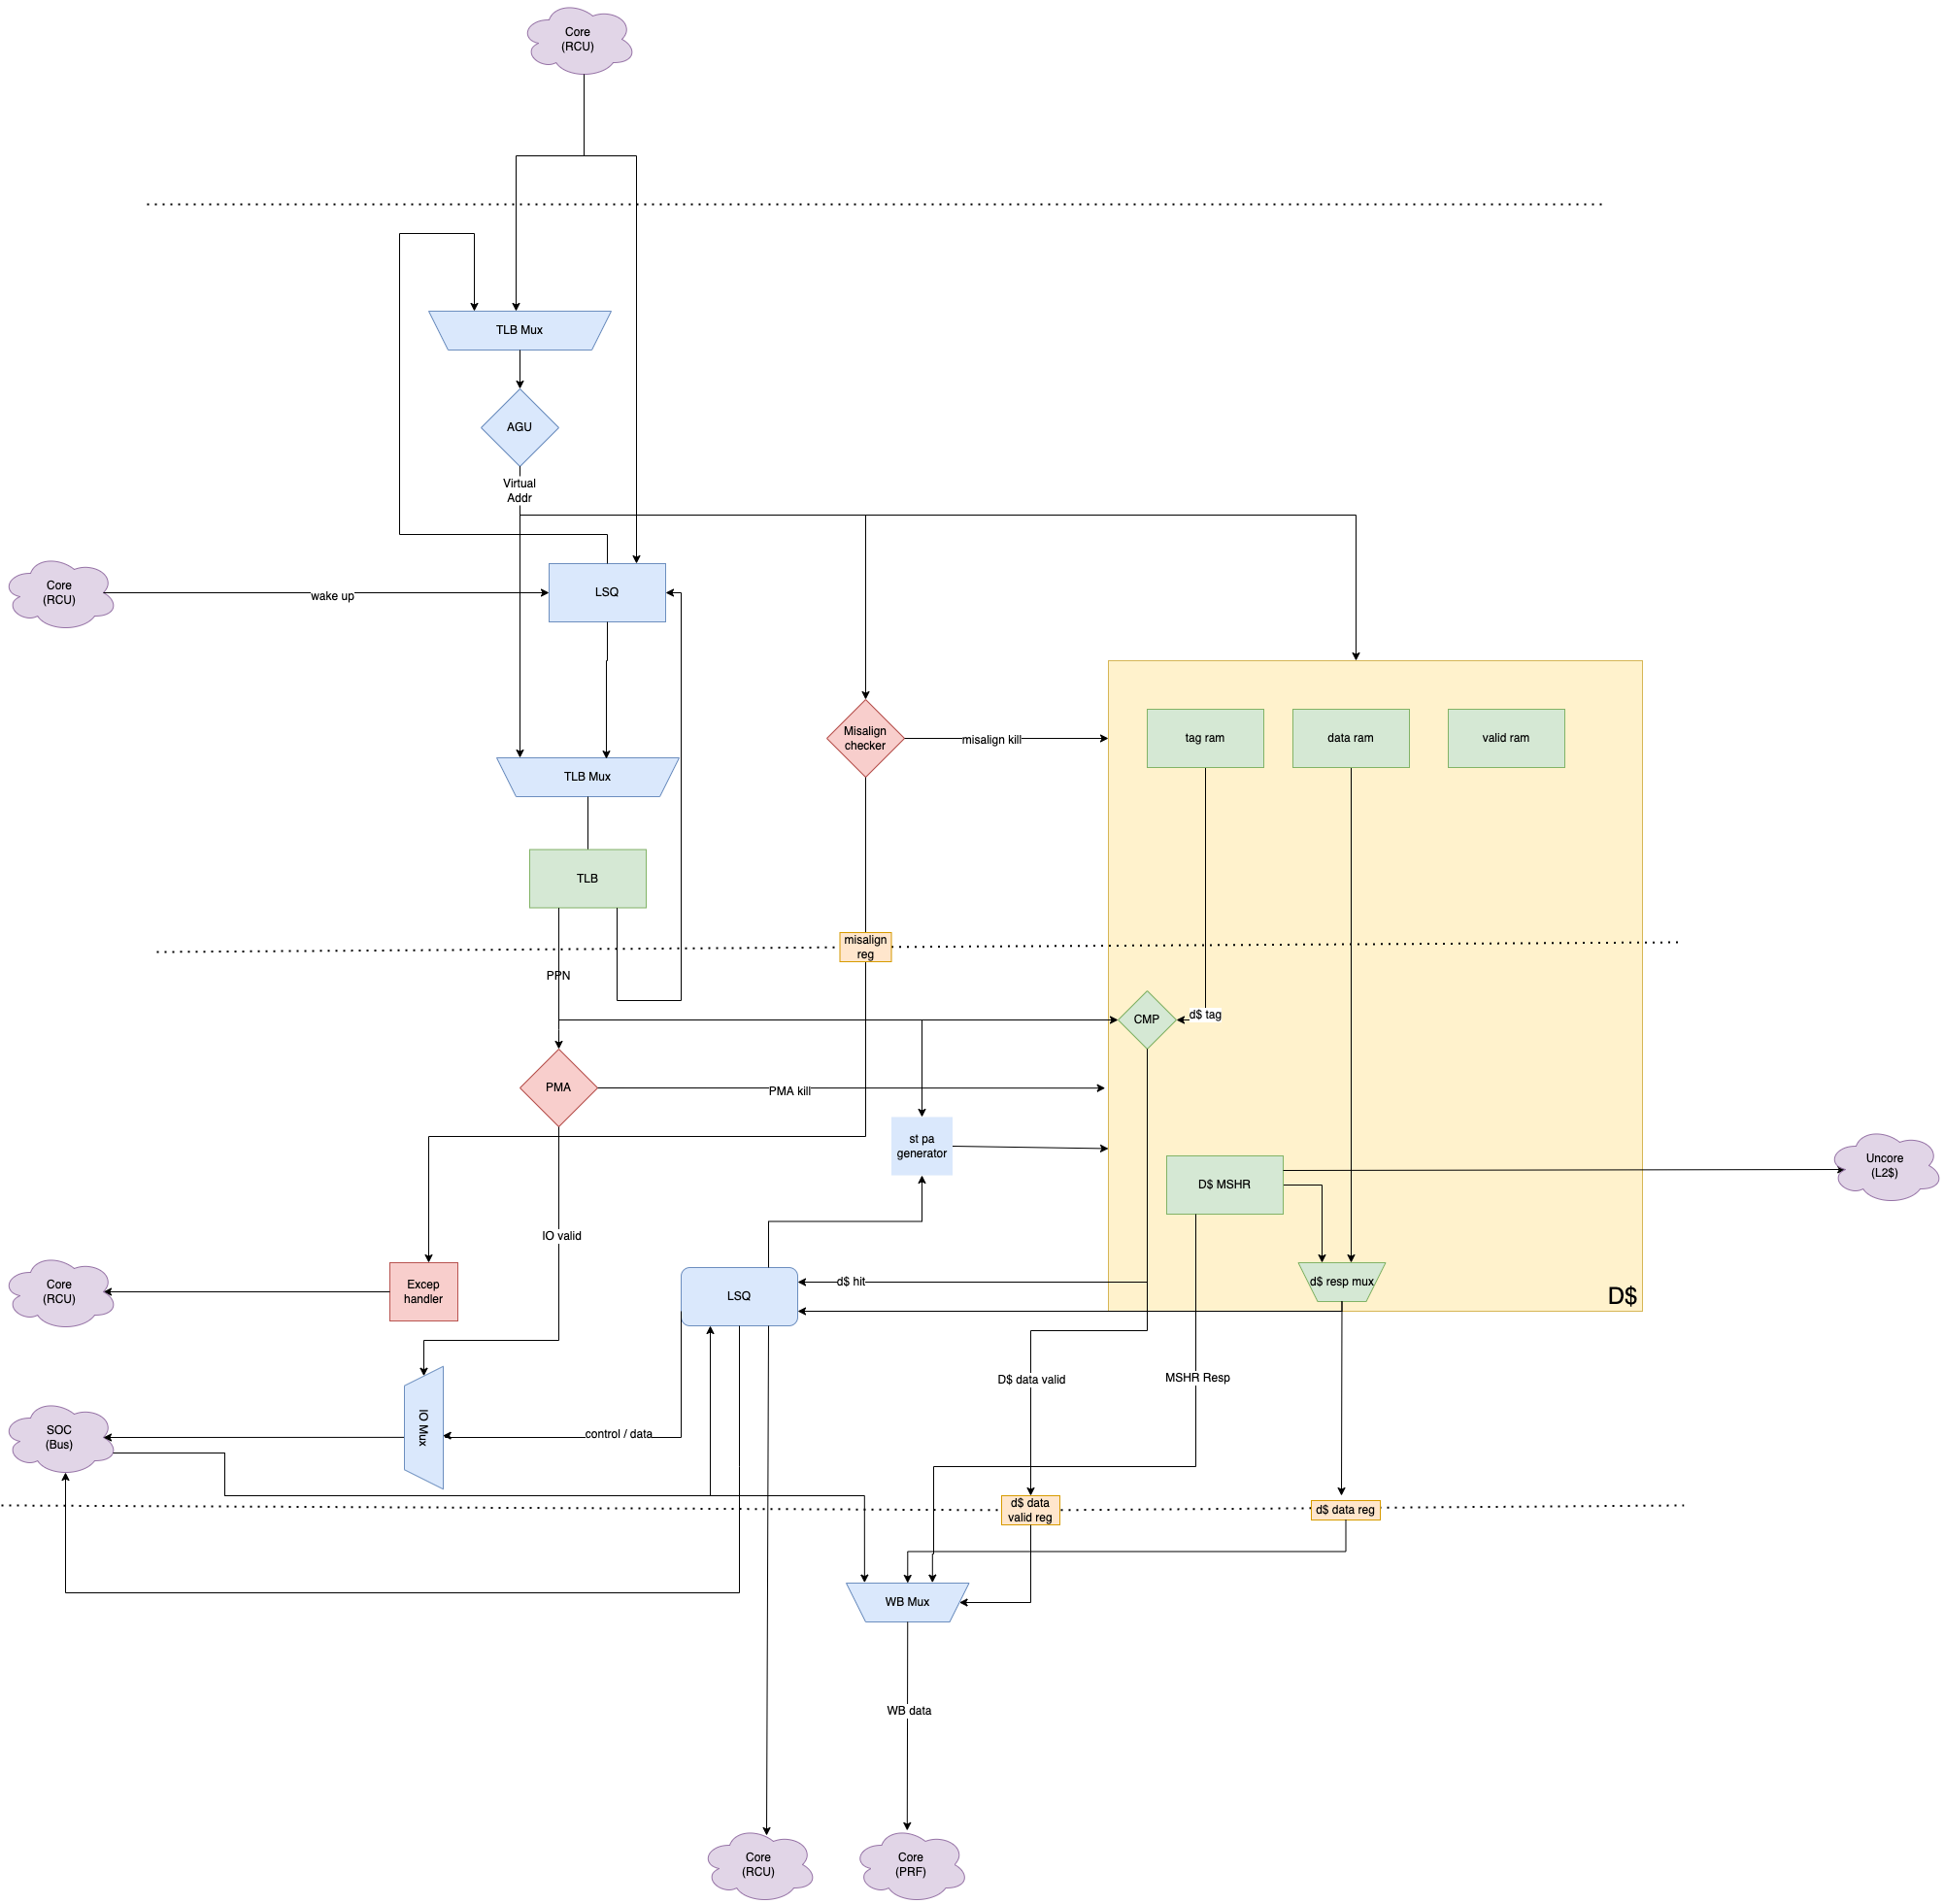 Core
(RCU)
TLB Mux
AGU
Virtual
Addr
Core
(RCU)
wake up
LSQ
Misalign
checker
misalign kill
tag ram
data ram
valid ram
TLB Mux
TLB
misalign
reg
PPN
CMP
d$ tag
PMA
PMA kill
st pa
generator
D$ MSHR
Uncore
(L2$)
IO valid
Core
(RCU)
Excep
handler
LSQ
d$ hit
d$ resp mux
D$
D$ data valid
MSHR Resp
SOC
(Bus)
IO Mux
control / data
d$ data
valid reg
d$ data reg
WB Mux
WB data
Core
(RCU)
Core
(PRF)